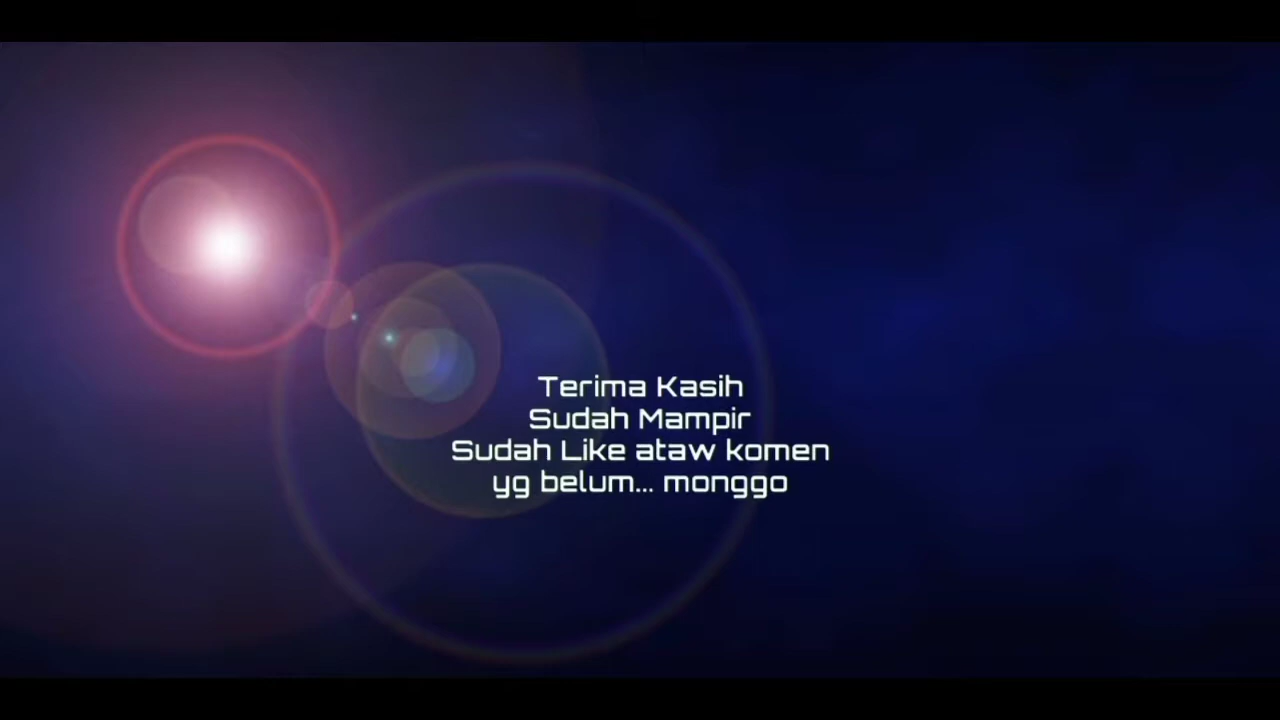 Terima Kasih
Sudah Mampir
Sudah Like ataw komen
yg belum... monggo